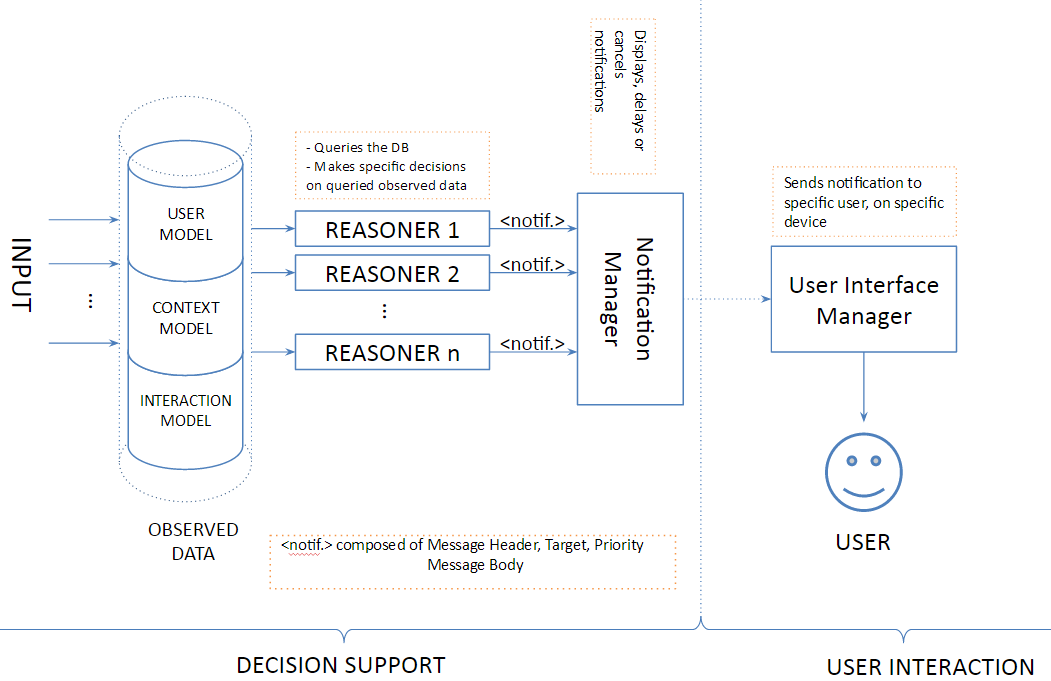 INPUT
⋮
USER
MODEL
CONTEXT
MODEL
INTERACTION
MODEL
OBSERVED
DATA
- Queries the DB
- Makes specific decisions
on queried observed data
REASONER 1
REASONER 2
⋮
REASONER n
<notif.>
<notif.>
<notif.>
Displays, delays or
cancels
notifications
Notification
Manager
<notif.> composed of Message Header, Target, Priority
Message Body
Sends notification to
specific user, on specific
device
User Interface
Manager
USER
DECISION SUPPORT
USER INTERACTION